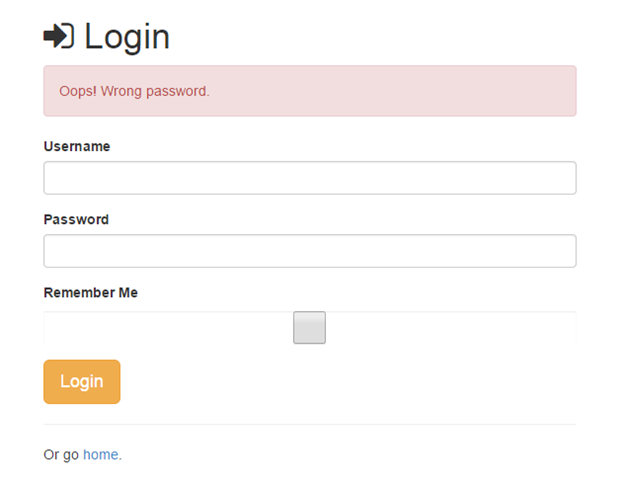 Login
Oops! Wrong password.
Username
Password
Remember Me
Login
Or go home.